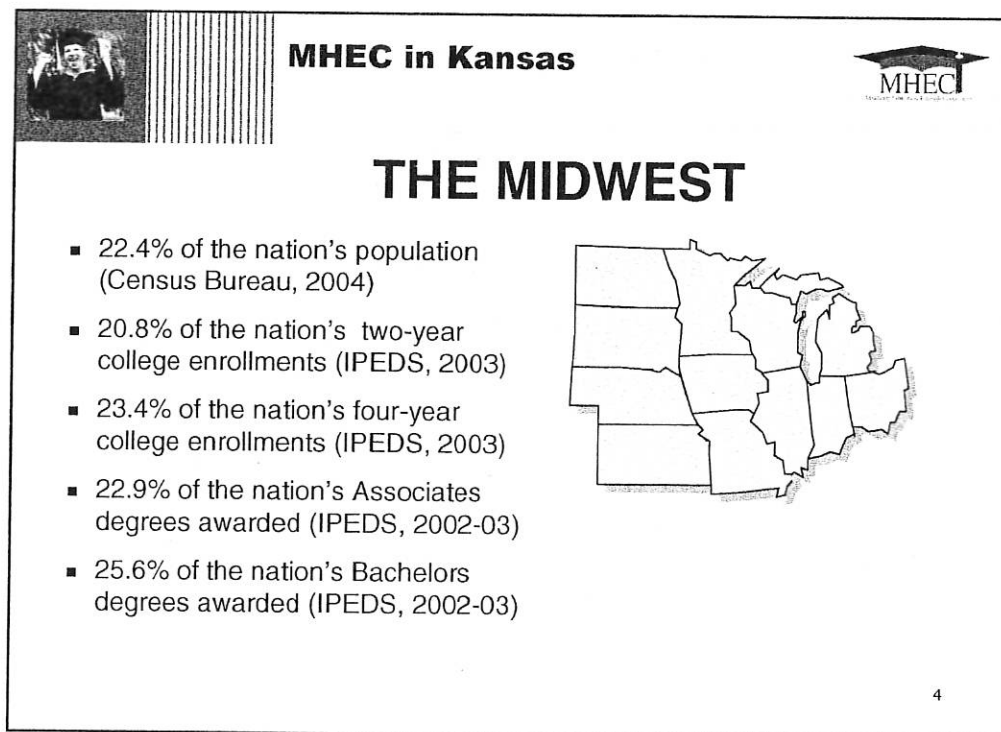 MHEC in Kansas
MHEC
THE MIDWEST
▪ 22.4% of the nation's population
(Census Bureau, 2004)
▪ 20.8% of the nation's two-year
college enrollments (IPEDS, 2003)
▪ 23.4% of the nation's four-year
college enrollments (IPEDS, 2003)
▪ 22.9% of the nation's Associates
degrees awarded (IPEDS, 2002-03)
▪ 25.6% of the nation's Bachelors
degrees awarded (IPEDS, 2002-03)
4